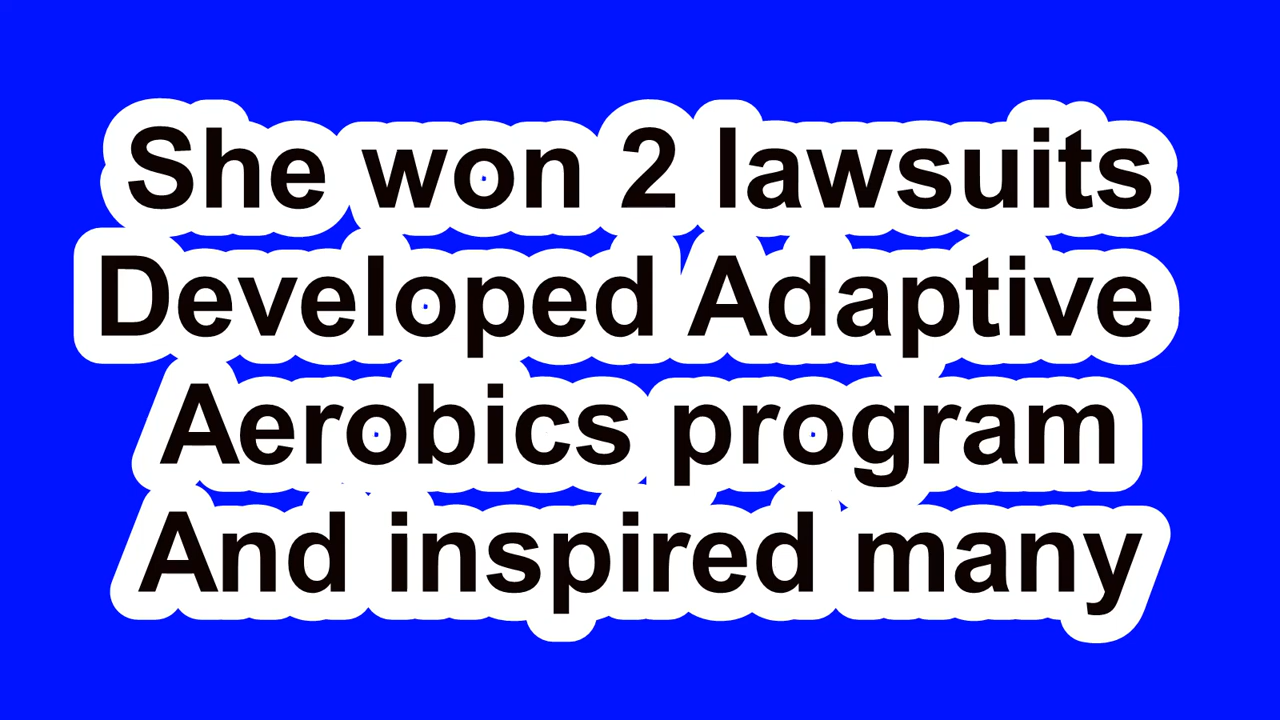 She won 2 lawsuits
Developed Adaptive
Aerobics program
And inspired many